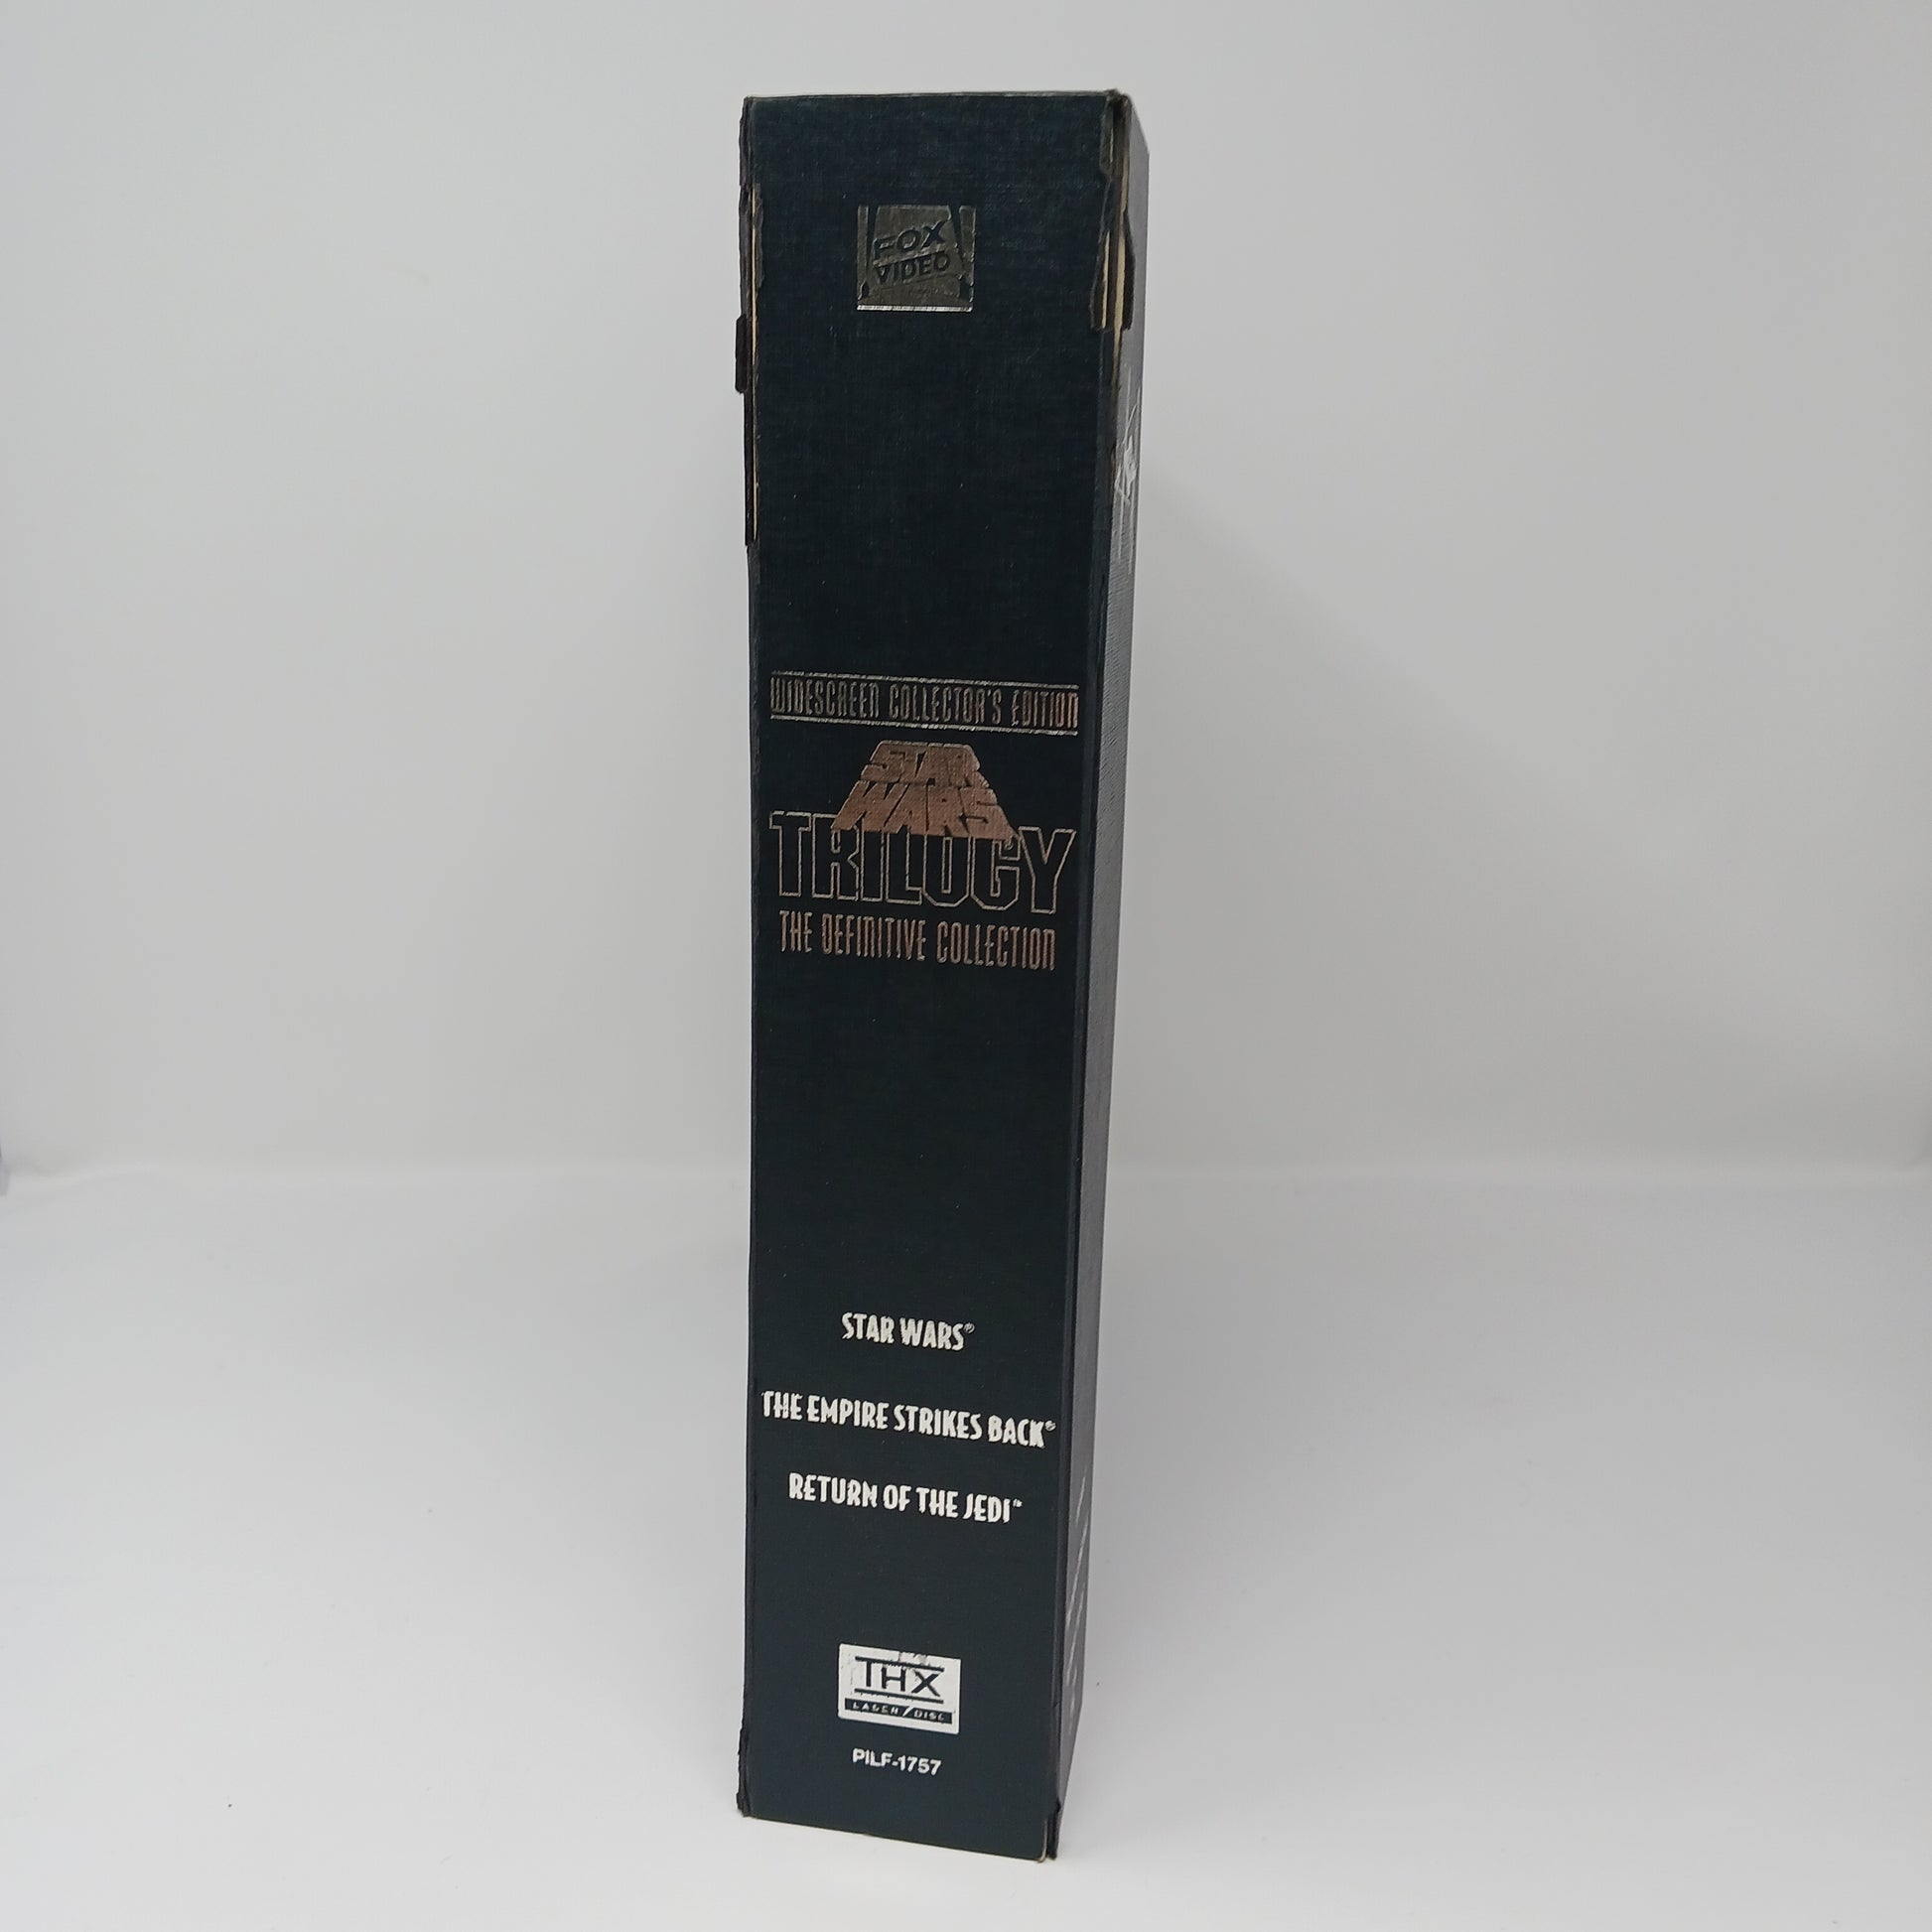 FOX
VIDEO
WIDESCREEN COLLECTOR'S EDITION
STAR
WARS
TRILOGY
THE DEFINITIVE COLLECTION
STAR WARS®
THE EMPIRE STRIKES BACK®
RETURN OF THE JEDI™
THX
LASER DISC
PILF-1757